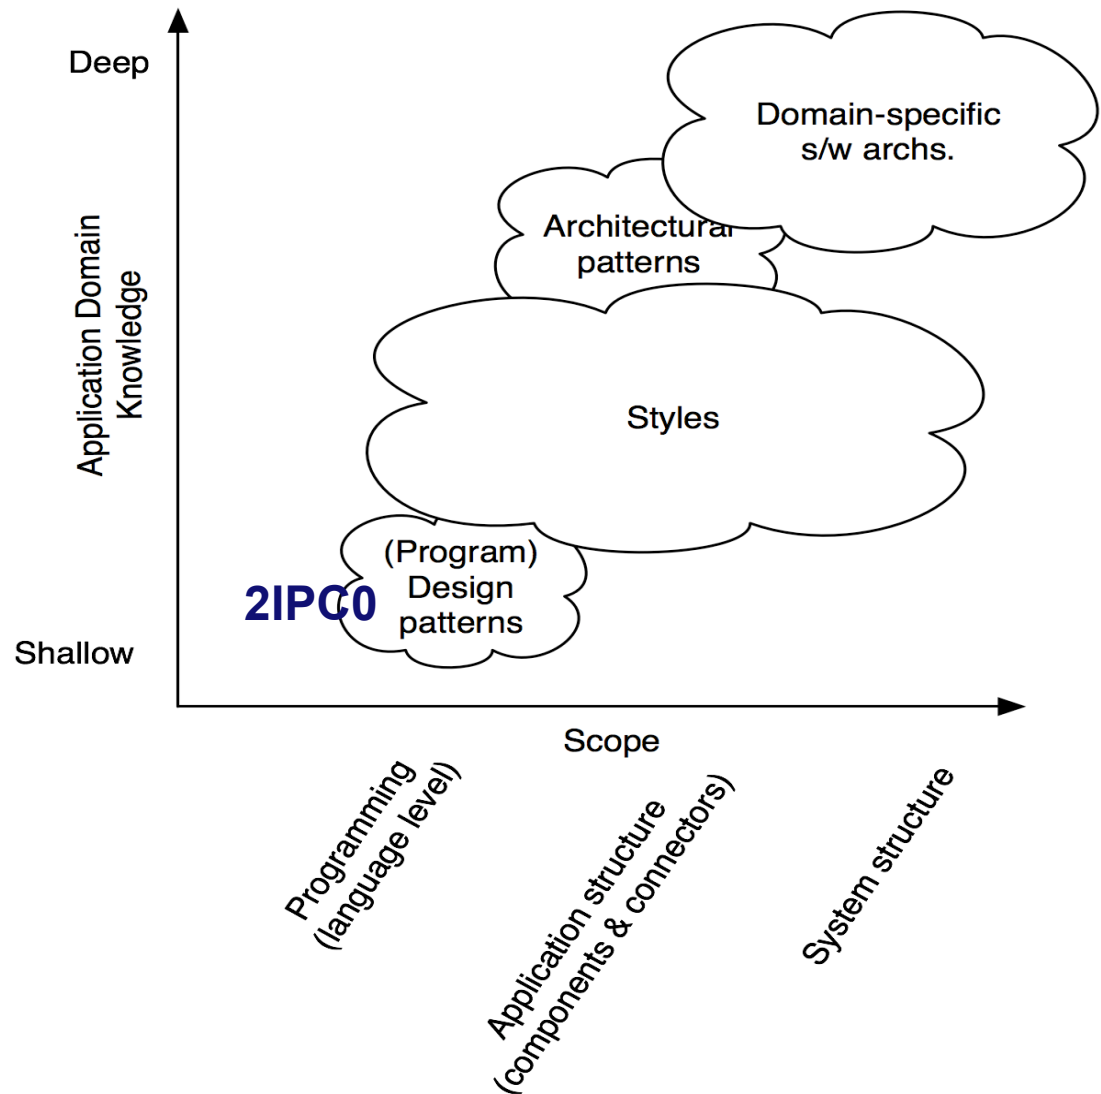 Deep
Domain-specific
s/w archs.
Architectural
patterns
Application Domain
Knowledge
Styles
(Program)
Design
patterns
2IPC0
Shallow
Scope
Programming
(language level)
Application structure
(components & connectors)
System structure